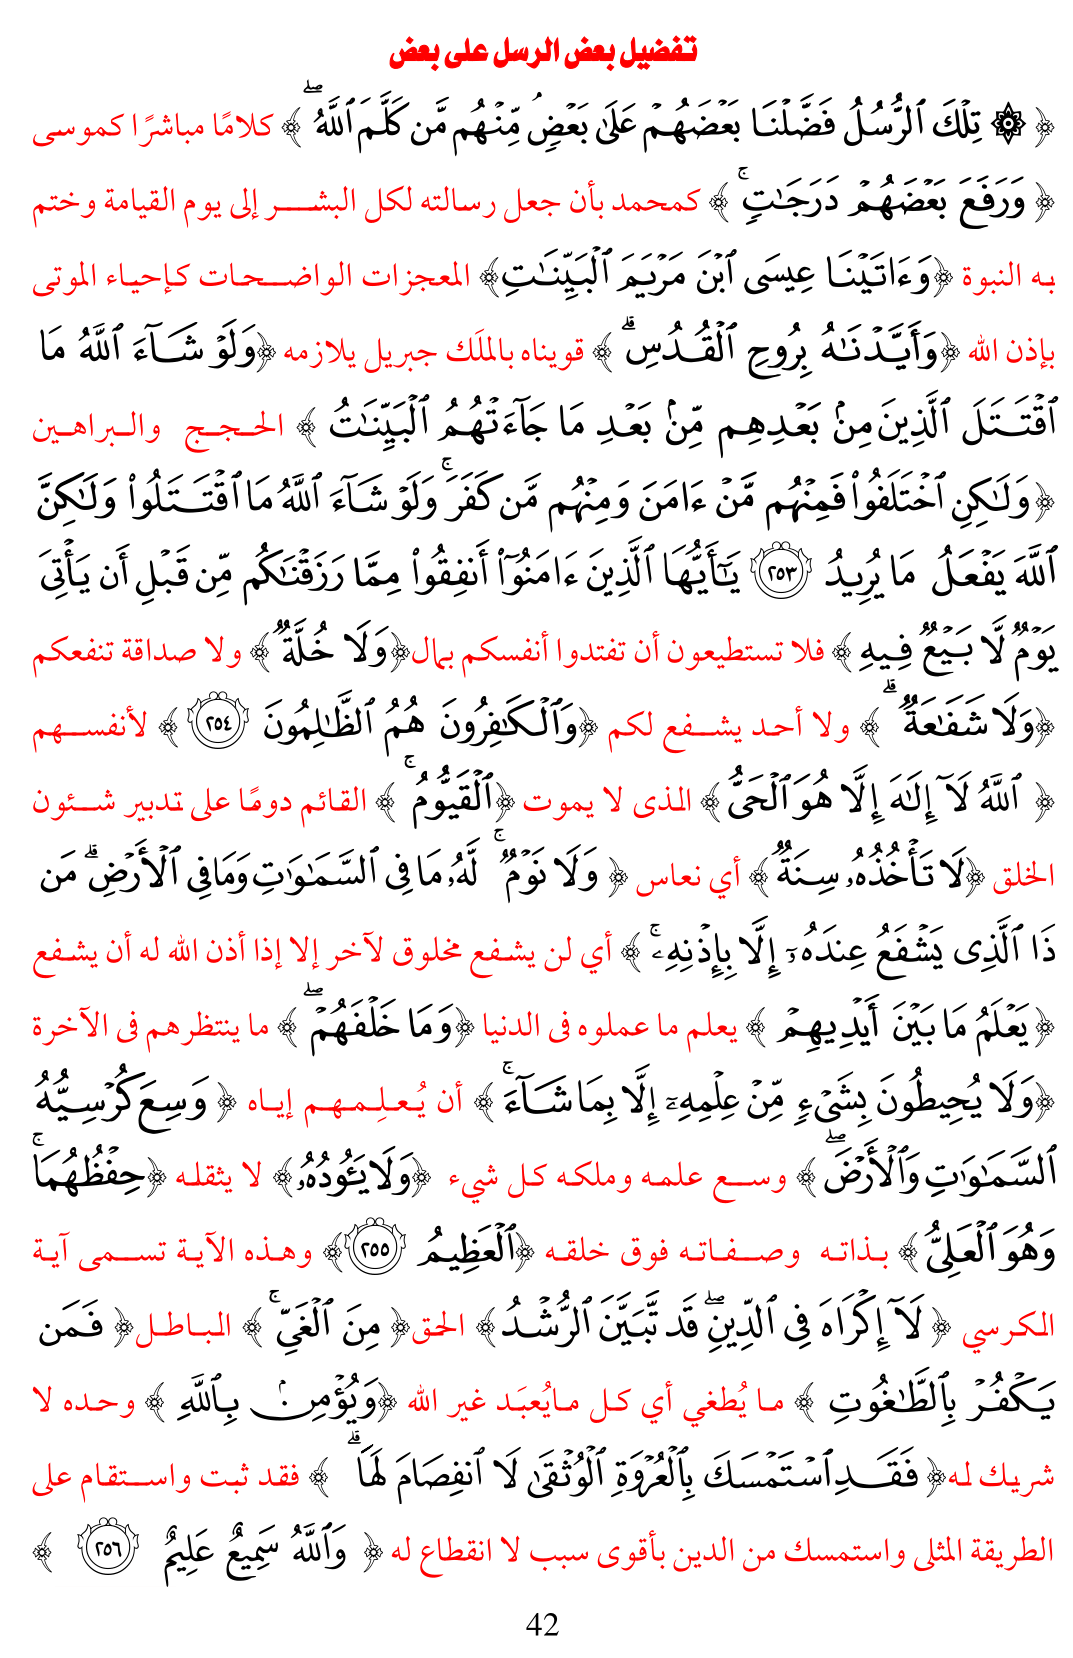 تفضيل بعض الرسل على بعض
﴿ ۞ تِلْكَ ٱلرُّسُلُ فَضَّلْنَا بَعْضَهُمْ عَلَىٰ بَعْضٍۘ مِّنْهُم مَّن كَلَّمَ ٱللَّهُۖ ﴾ كلامًا مباشرًا كموسى
﴿ وَرَفَعَ بَعْضَهُمْ دَرَجَٰتٍۚ ﴾ كمحمد بأن جعل رسالته لكل البشر إلى يوم القيامة وختم
به النبوة ﴿وَءَاتَيْنَا عِيسَى ٱبْنَ مَرْيَمَ ٱلْبَيِّنَٰتِ﴾ المعجزات الواضحات كإحياء الموتى
بإذن الله ﴿وَأَيَّدْنَٰهُ بِرُوحِ ٱلْقُدُسِۗ ﴾ قويناه بالملَك جبريل يلازمه ﴿وَلَوْ شَآءَ ٱللَّهُ مَا
ٱقْتَتَلَ ٱلَّذِينَ مِنۢ بَعْدِهِم مِّنۢ بَعْدِ مَا جَآءَتْهُمُ ٱلْبَيِّنَٰتُ ﴾ الحجج والبراهين
﴿وَلَٰكِنِ ٱخْتَلَفُوا۟ فَمِنْهُم مَّنْ ءَامَنَ وَمِنْهُم مَّن كَفَرَۚ وَلَوْ شَآءَ ٱللَّهُ مَا ٱقْتَتَلُوا۟ وَلَٰكِنَّ
ٱللَّهَ يَفْعَلُ مَا يُرِيدُ ٢٥٣ يَٰٓأَيُّهَا ٱلَّذِينَ ءَامَنُوٓا۟ أَنفِقُوا۟ مِمَّا رَزَقْنَٰكُم مِّن قَبْلِ أَن يَأْتِىَ
يَوْمٌ لَّا بَيْعٌ فِيهِ ﴾ فلا تستطيعون أن تفتدوا أنفسكم بمال﴿وَلَا خُلَّةٌ﴾ ولا صداقة تنفعكم
﴿وَلَا شَفَٰعَةٌۗ ﴾ ولا أحد يشفع لكم ﴿وَٱلْكَٰفِرُونَ هُمُ ٱلظَّٰلِمُونَ ٢٥٤ ﴾ لأنفسهم
﴿ ٱللَّهُ لَآ إِلَٰهَ إِلَّا هُوَ ٱلْحَىُّ﴾ الذى لا يموت ﴿ٱلْقَيُّومُۚ ﴾ القائم دومًا على تدبير شئون
الخلق ﴿لَا تَأْخُذُهُۥ سِنَةٌ﴾ أي نعاس ﴿ وَلَا نَوْمٌۚ لَّهُۥ مَا فِى ٱلسَّمَٰوَٰتِ وَمَا فِى ٱلْأَرْضِۗ مَن
ذَا ٱلَّذِى يَشْفَعُ عِندَهُۥٓ إِلَّا بِإِذْنِهِۦۚ ﴾ أي لن يشفع مخلوق لآخر إلا إذا أذن الله له أن يشفع
﴿يَعْلَمُ مَا بَيْنَ أَيْدِيهِمْ ﴾ يعلم ما عملوه فى الدنيا ﴿وَمَا خَلْفَهُمْۖ ﴾ ما ينتظرهم فى الآخرة
﴿وَلَا يُحِيطُونَ بِشَىْءٍ مِّنْ عِلْمِهِۦٓ إِلَّا بِمَا شَآءَۚ ﴾ أن يُعلِمهم إياه ﴿ وَسِعَ كُرْسِيُّهُ
ٱلسَّمَٰوَٰتِ وَٱلْأَرْضَۖ ﴾ وسع علمه وملكه كل شيء ﴿وَلَا يَـُٔودُهُۥ﴾ لا يثقله ﴿حِفْظُهُمَاۚ
وَهُوَ ٱلْعَلِىُّ﴾ بذاته وصفاته فوق خلقه ﴿ٱلْعَظِيمُ ٢٥٥﴾ وهذه الآية تسمى آية
الكرسي ﴿ لَآ إِكْرَاهَ فِى ٱلدِّينِۖ قَد تَّبَيَّنَ ٱلرُّشْدُ﴾ الحق﴿ مِنَ ٱلْغَىِّۚ ﴾ الباطل﴿ فَمَن
يَكْفُرْ بِٱلطَّٰغُوتِ ﴾ ما يُطغي أي كل مايُعبَد غير الله ﴿وَيُؤْمِنۢ بِٱللَّهِ ﴾ وحده لا
شريك له﴿ فَقَدِ ٱسْتَمْسَكَ بِٱلْعُرْوَةِ ٱلْوُثْقَىٰ لَا ٱنفِصَامَ لَهَاۗ ﴾ فقد ثبت واستقام على
الطريقة المثلى واستمسك من الدين بأقوى سبب لا انقطاع له ﴿ وَٱللَّهُ سَمِيعٌ عَلِيمٌ ٢٥٦ ﴾
42